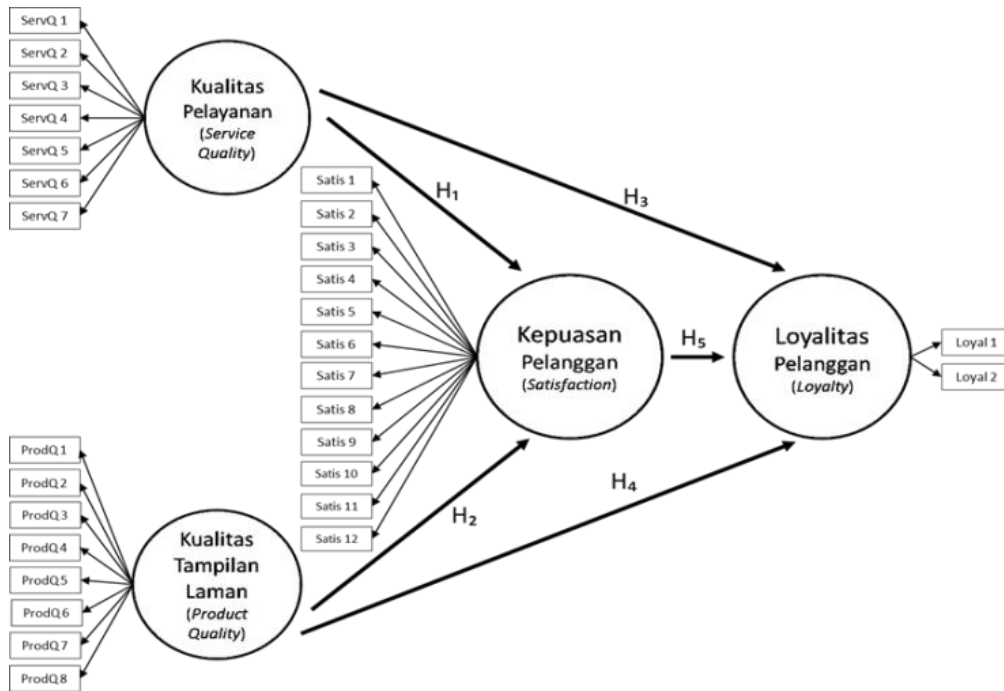 ServQ 1
ServQ 2
ServQ 3
ServQ 4
ServQ 5
ServQ 6
ServQ 7
Kualitas
Pelayanan
(Service
Quality)
H₁
H₃
Satis 1
Satis 2
Satis 3
Satis 4
Satis 5
Satis 6
Satis 7
Satis 8
Satis 9
Satis 10
Satis 11
Satis 12
Kepuasan
Pelanggan
(Satisfaction)
H₅
Loyalitas
Pelanggan
(Loyalty)
Loyal 1
Loyal 2
ProdQ 1
ProdQ 2
ProdQ 3
ProdQ 4
ProdQ 5
ProdQ 6
ProdQ 7
ProdQ 8
Kualitas
Tampilan
Laman
(Product
Quality)
H₂
H₄